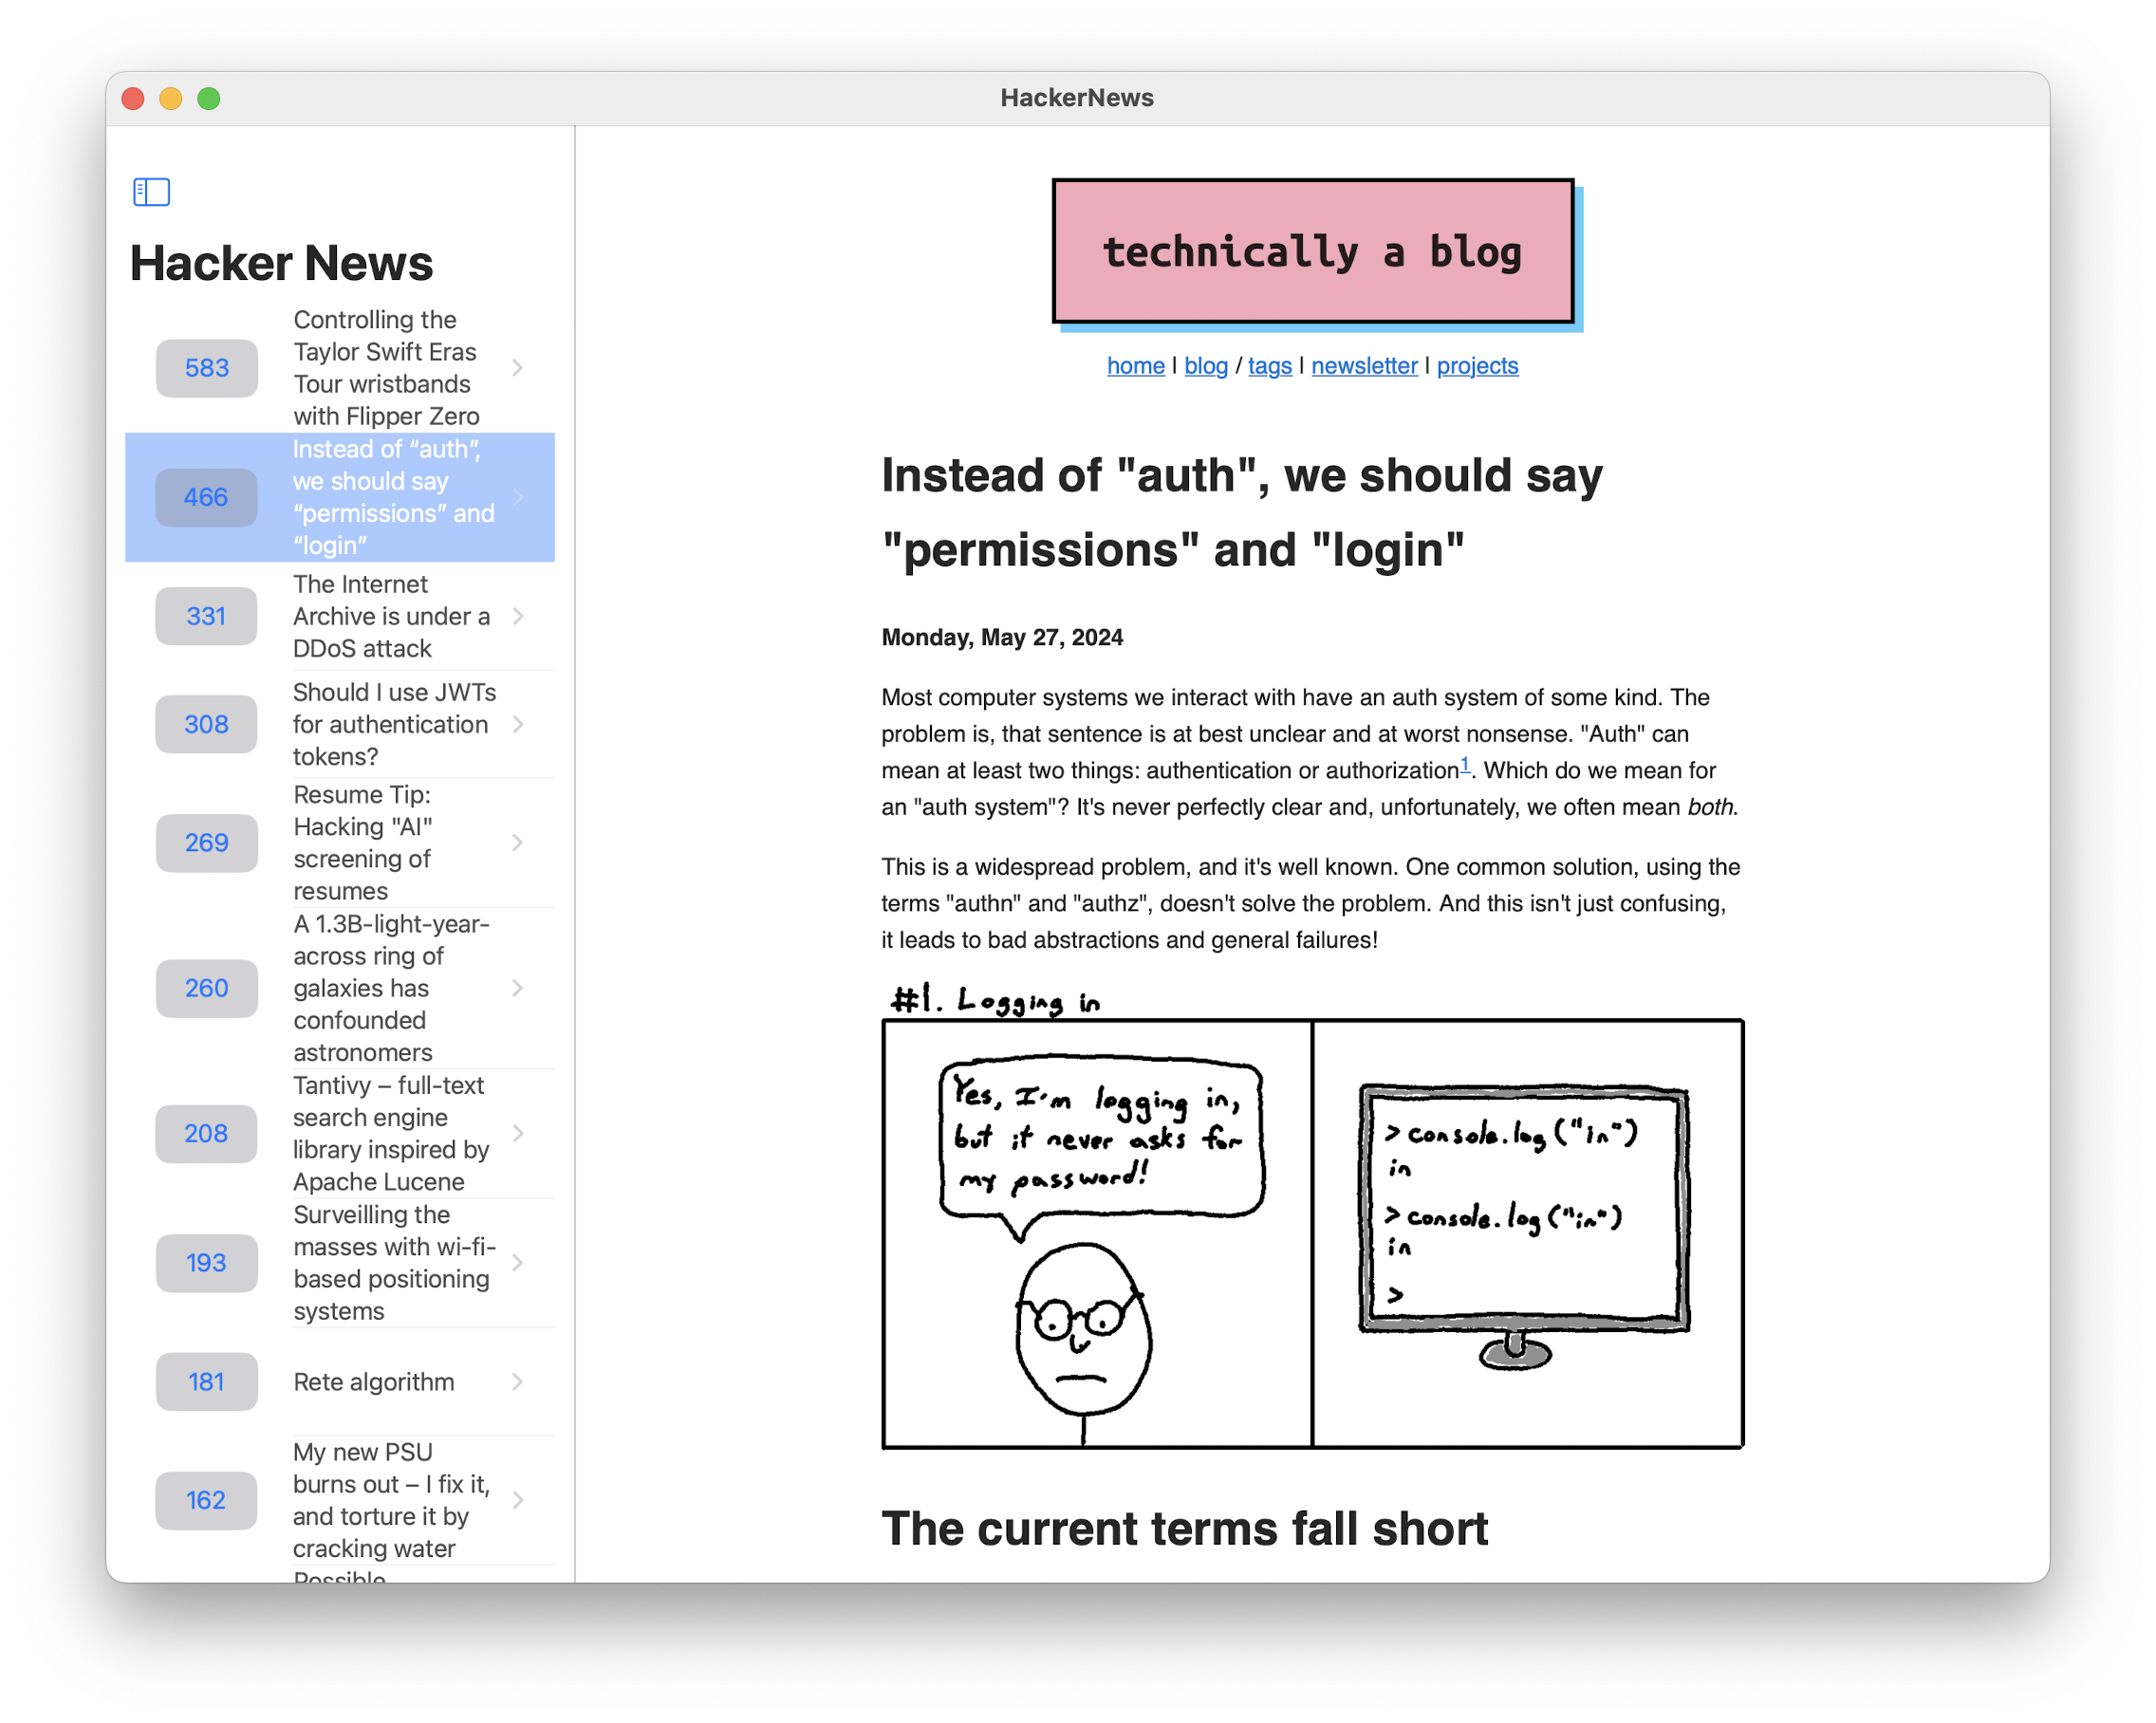 HackerNews
Hacker News
583
Controlling the
Taylor Swift Eras
Tour wristbands
with Flipper Zero
466
Instead of “auth”,
we should say
“permissions” and
“login”
331
The Internet
Archive is under a
DDoS attack
308
Should I use JWTs
for authentication
tokens?
269
Resume Tip:
Hacking "AI"
screening of
resumes
260
A 1.3B-light-year-
across ring of
galaxies has
confounded
astronomers
208
Tantivy – full-text
search engine
library inspired by
Apache Lucene
193
Surveilling the
masses with wi-fi-
based positioning
systems
181
Rete algorithm
162
My new PSU
burns out – I fix it,
and torture it by
cracking water
Possible
technically a blog
home | blog / tags | newsletter | projects
Instead of "auth", we should say
"permissions" and "login"
Monday, May 27, 2024
Most computer systems we interact with have an auth system of some kind. The
problem is, that sentence is at best unclear and at worst nonsense. "Auth" can
mean at least two things: authentication or authorization1. Which do we mean for
an "auth system"? It's never perfectly clear and, unfortunately, we often mean both.
This is a widespread problem, and it's well known. One common solution, using the
terms "authn" and "authz", doesn't solve the problem. And this isn't just confusing,
it leads to bad abstractions and general failures!
#1. Logging in
Yes, I'm logging in,
but it never asks for
my password!
> console.log("in")
in
> console.log("in")
in
>
The current terms fall short